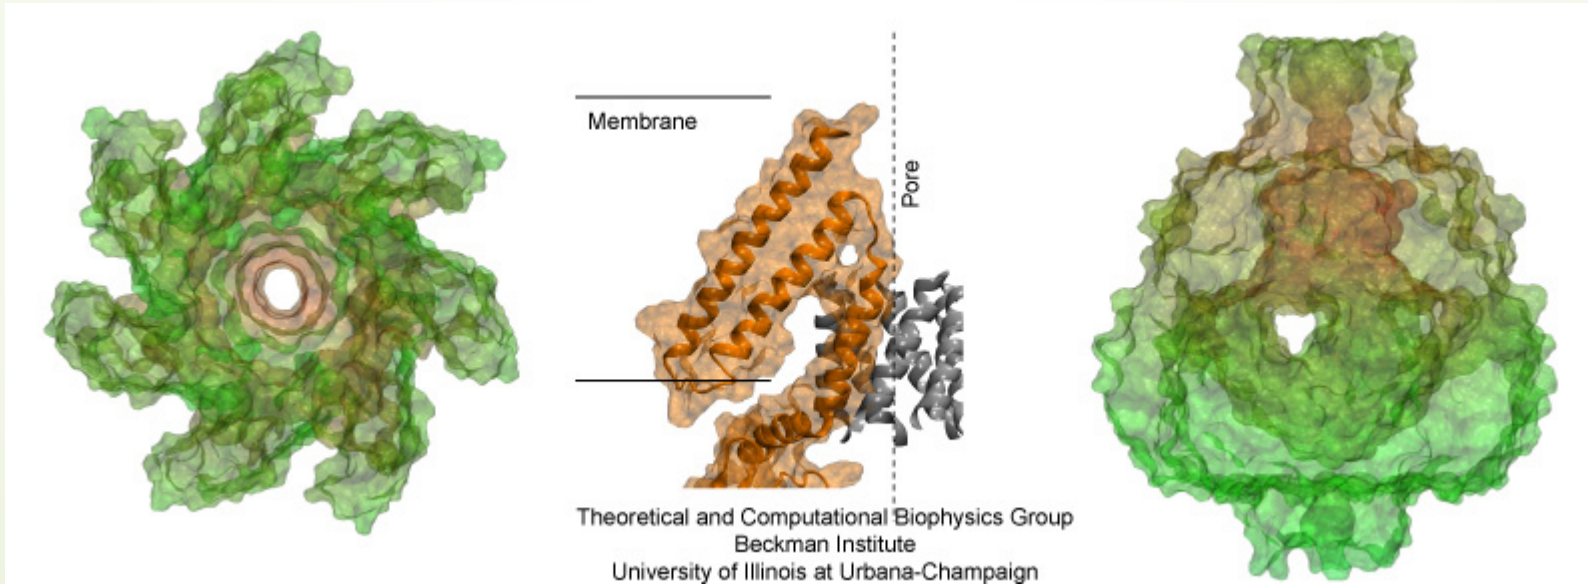 Membrane
Pore
Theoretical and Computational Biophysics Group
Beckman Institute
University of Illinois at Urbana-Champaign